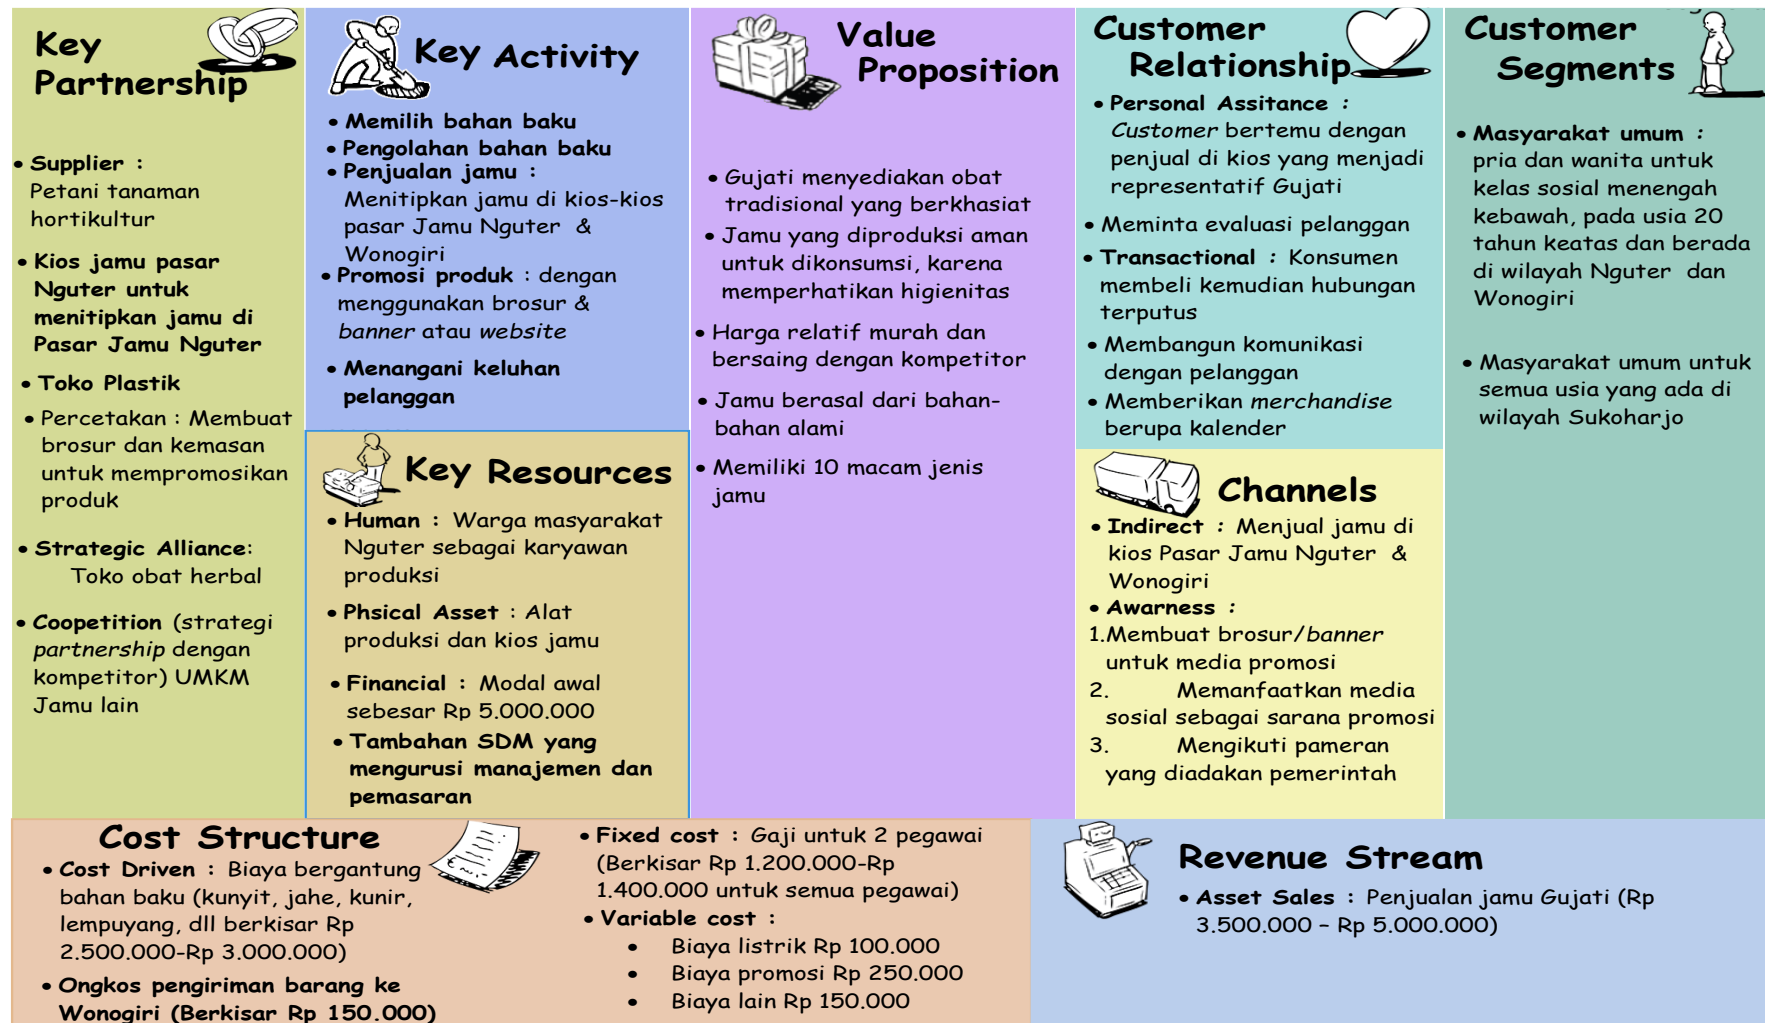 Key
Partnership
• Supplier :
Petani tanaman
hortikultur
• Kios jamu pasar
Nguter untuk
menitipkan jamu di
Pasar Jamu Nguter
• Toko Plastik
• Percetakan : Membuat
brosur dan kemasan
untuk mempromosikan
produk
• Strategic Alliance:
Toko obat herbal
• Coopetition (strategi
partnership dengan
kompetitor) UMKM
Jamu lain
Key Activity
• Memilih bahan baku
• Pengolahan bahan baku
• Penjualan jamu :
Menitipkan jamu di kios-kios
pasar Jamu Nguter &
Wonogiri
• Promosi produk : dengan
menggunakan brosur &
banner atau website
• Menangani keluhan
pelanggan
Key Resources
• Human : Warga masyarakat
Nguter sebagai karyawan
produksi
• Phsical Asset : Alat
produksi dan kios jamu
• Financial : Modal awal
sebesar Rp 5.000.000
• Tambahan SDM yang
mengurusi manajemen dan
pemasaran
Value
Proposition
• Gujati menyediakan obat
tradisional yang berkhasiat
• Jamu yang diproduksi aman
untuk dikonsumsi, karena
memperhatikan higienitas
• Harga relatif murah dan
bersaing dengan kompetitor
• Jamu berasal dari bahan-
bahan alami
• Memiliki 10 macam jenis
jamu
Customer
Relationship
• Personal Assitance :
Customer bertemu dengan
penjual di kios yang menjadi
representatif Gujati
• Meminta evaluasi pelanggan
• Transactional : Konsumen
membeli kemudian hubungan
terputus
• Membangun komunikasi
dengan pelanggan
• Memberikan merchandise
berupa kalender
Channels
• Indirect : Menjual jamu di
kios Pasar Jamu Nguter &
Wonogiri
• Awarness :
1.Membuat brosur/banner
untuk media promosi
2. Memanfaatkan media
sosial sebagai sarana promosi
3. Mengikuti pameran
yang diadakan pemerintah
Customer
Segments
• Masyarakat umum :
pria dan wanita untuk
kelas sosial menengah
kebawah, pada usia 20
tahun keatas dan berada
di wilayah Nguter dan
Wonogiri
• Masyarakat umum untuk
semua usia yang ada di
wilayah Sukoharjo
Cost Structure
• Cost Driven : Biaya bergantung
bahan baku (kunyit, jahe, kunir,
lempuyang, dll berkisar Rp
2.500.000-Rp 3.000.000)
• Ongkos pengiriman barang ke
Wonogiri (Berkisar Rp 150.000)
• Fixed cost : Gaji untuk 2 pegawai
(Berkisar Rp 1.200.000-Rp
1.400.000 untuk semua pegawai)
• Variable cost :
• Biaya listrik Rp 100.000
• Biaya promosi Rp 250.000
• Biaya lain Rp 150.000
Revenue Stream
• Asset Sales : Penjualan jamu Gujati (Rp
3.500.000 – Rp 5.000.000)